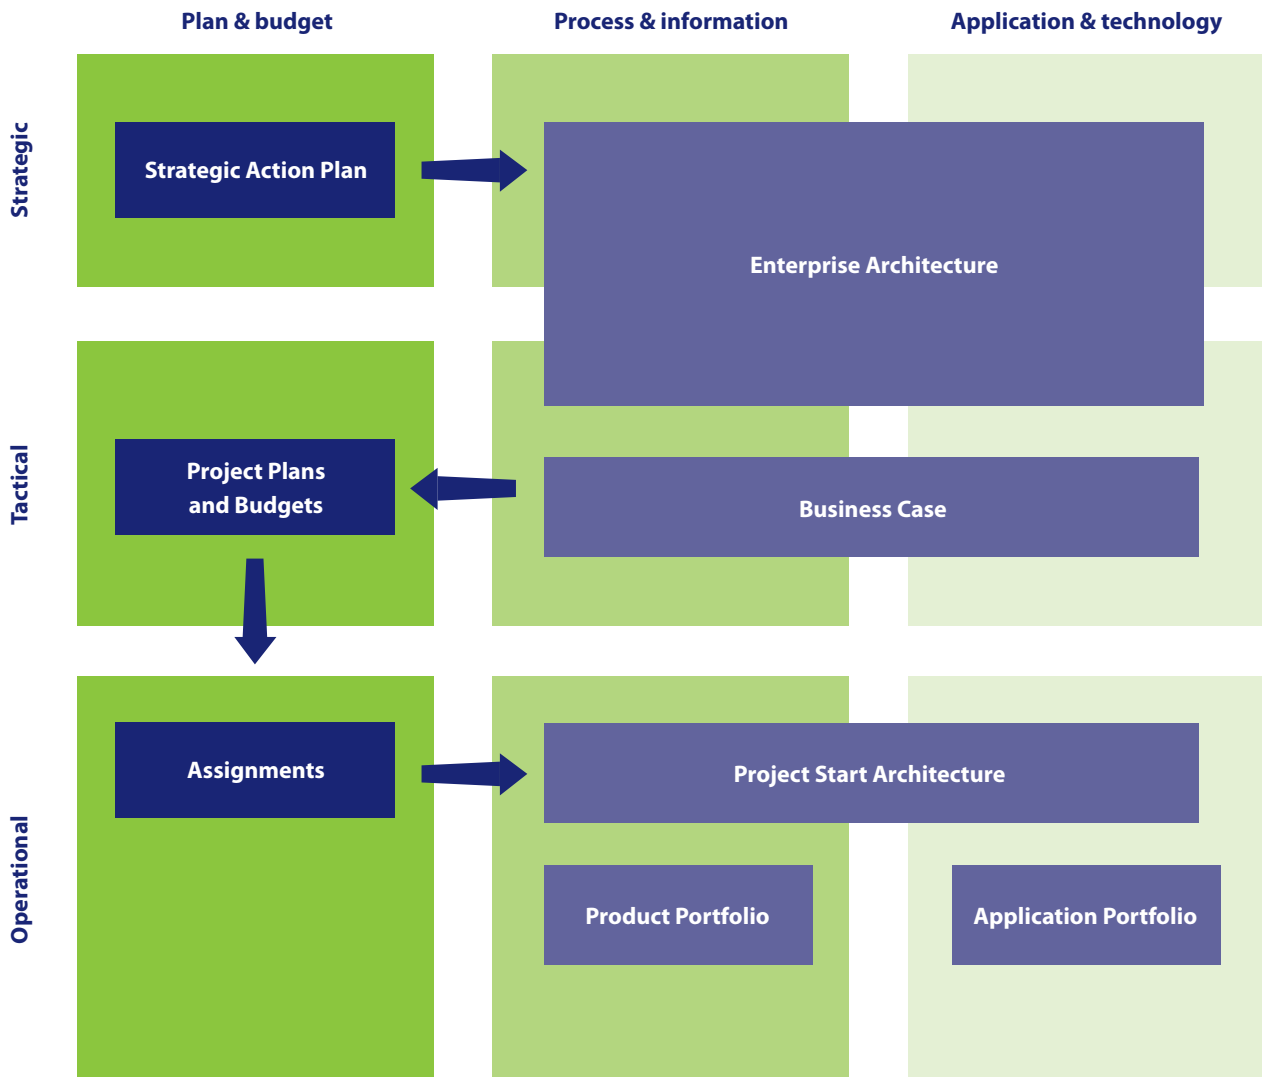 Plan & budget
Process & information
Application & technology
Strategic
Strategic Action Plan
Enterprise Architecture
Tactical
Project Plans
and Budgets
Business Case
Operational
Assignments
Project Start Architecture
Product Portfolio
Application Portfolio